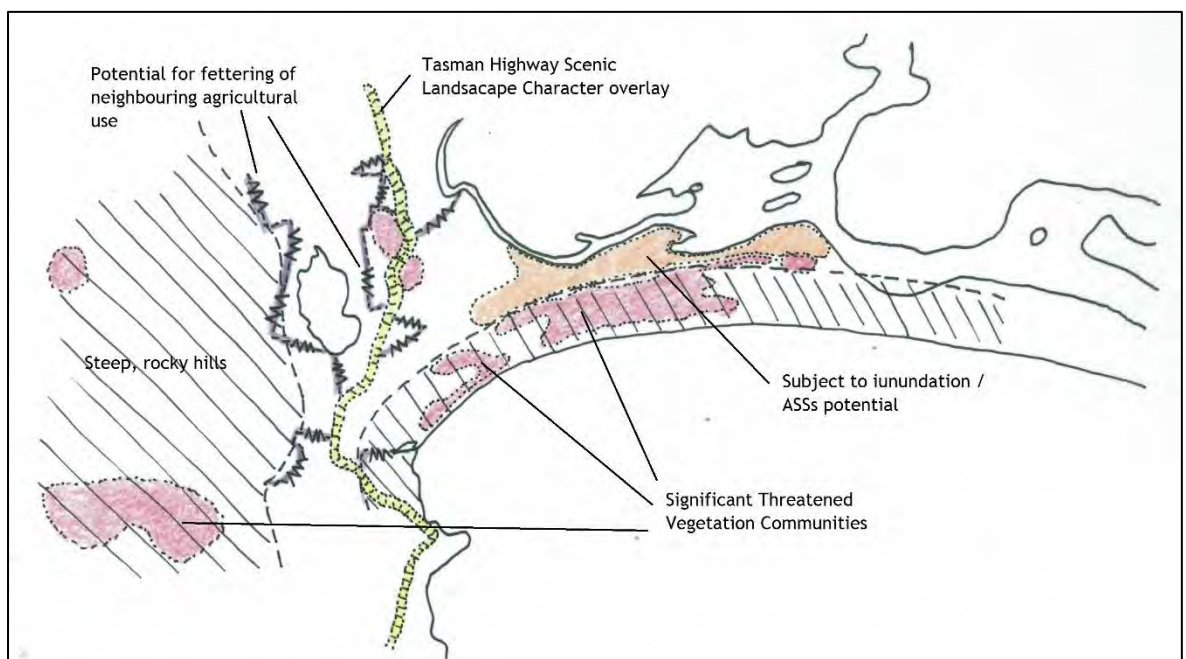 Potential for fettering of
neighbouring agricultural
use
Tasman Highway Scenic
Landsacape Character overlay
Steep, rocky hills
Subject to iunundation /
ASSs potential
Significant Threatened
Vegetation Communities